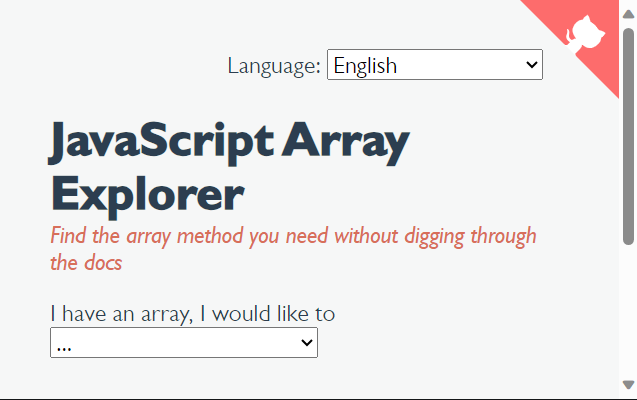 Language: English
JavaScript Array
Explorer
Find the array method you need without digging through
the docs
I have an array, I would like to
...